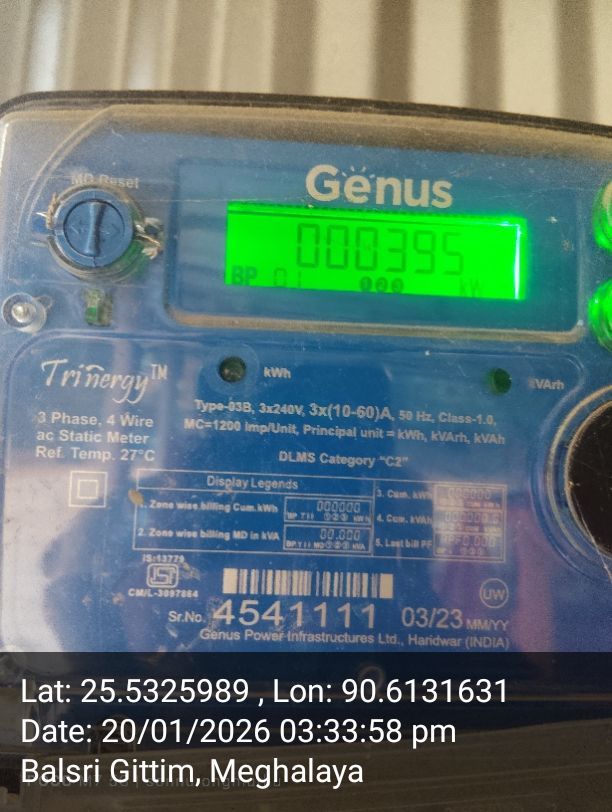 MD Reset
Genus
000395
BP 01 ①②③ kW
Trinergy™
kWh
kVArh
3 Phase, 4 Wire
ac Static Meter
Ref. Temp. 27°C
Type-03B, 3x240V, 3x(10-60)A, 50 Hz, Class-1.0,
MC=1200 Imp/Unit, Principal unit = kWh, kVArh, kVAh
DLMS Category "C2"
Display Legends
1. Zone wise billing Cum.kWh
2. Zone wise billing MD in kVA
3. Cum. kWh
4. Cum. kVAh
5. Last bill PF
IS:13779
CM/L-3097864
UW
Sr.No. 4541111 03/23 MM/YY
Genus Power Infrastructures Ltd., Haridwar (INDIA)
Lat: 25.5325989 , Lon: 90.6131631
Date: 20/01/2026 03:33:58 pm
Balsri Gittim, Meghalaya